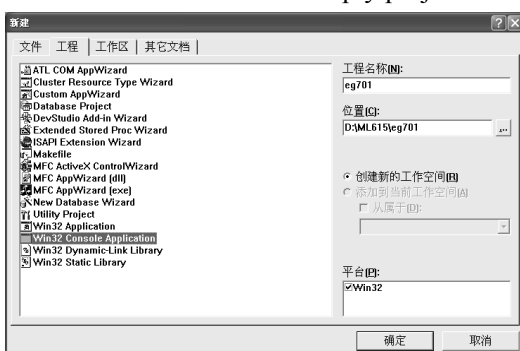 新建
文件 工程 工作区 其它文档
ATL COM AppWizard
Cluster Resource Type Wizard
Custom AppWizard
Database Project
DevStudio Add-in Wizard
Extended Stored Proc Wizard
ISAPI Extension Wizard
Makefile
MFC ActiveX ControlWizard
MFC AppWizard (dll)
MFC AppWizard (exe)
New Database Wizard
Utility Project
Win32 Application
Win32 Console Application
Win32 Dynamic-Link Library
Win32 Static Library
工程名称(N):
eg701
位置(C):
D:\ML615\eg701
...
创建新的工作空间(R)
添加到当前工作空间(A)
从属于(D):
平台(P):
Win32
确定 取消